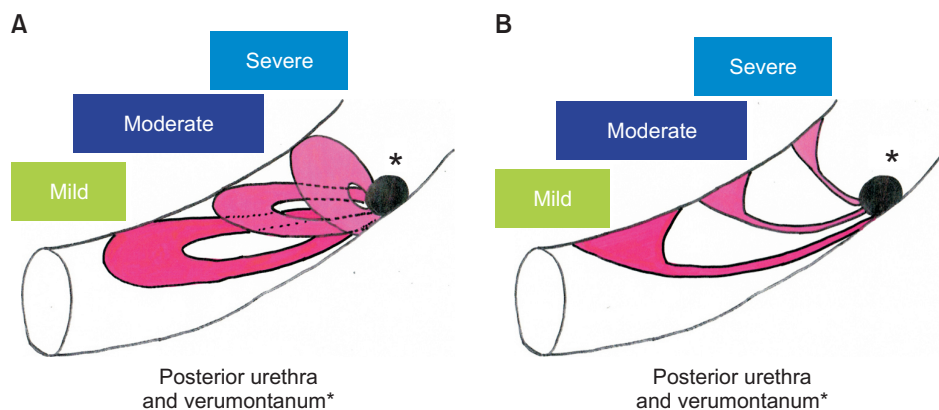 A
Severe
Moderate
Mild
*
Posterior urethra
and verumontanum*
B
Severe
Moderate
Mild
*
Posterior urethra
and verumontanum*